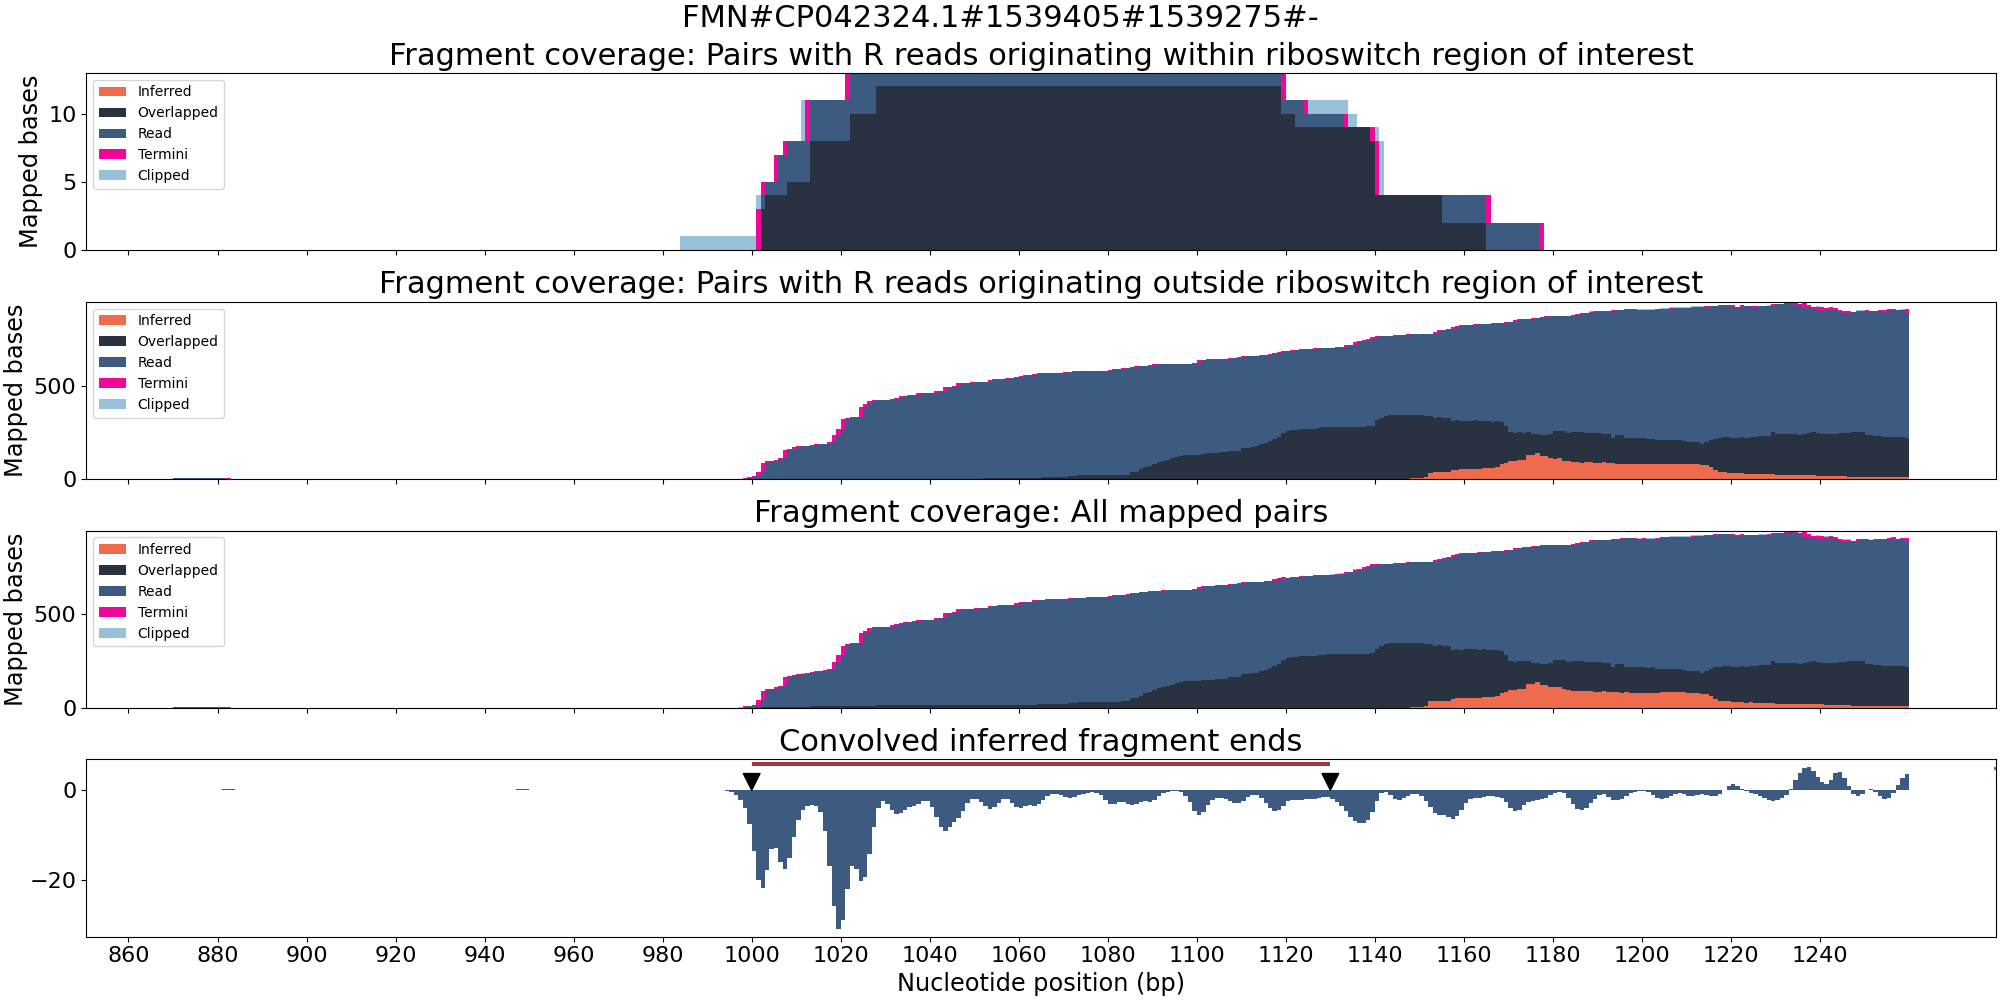 FMN#CP042324.1#1539405#1539275#-
Fragment coverage: Pairs with R reads originating within riboswitch region of interest
Mapped bases
10
5
0
Inferred
Overlapped
Read
Termini
Clipped
Fragment coverage: Pairs with R reads originating outside riboswitch region of interest
Mapped bases
500
0
Inferred
Overlapped
Read
Termini
Clipped
Fragment coverage: All mapped pairs
Mapped bases
500
0
Inferred
Overlapped
Read
Termini
Clipped
Convolved inferred fragment ends
0
−20
860 880 900 920 940 960 980 1000 1020 1040 1060 1080 1100 1120 1140 1160 1180 1200 1220 1240
Nucleotide position (bp)